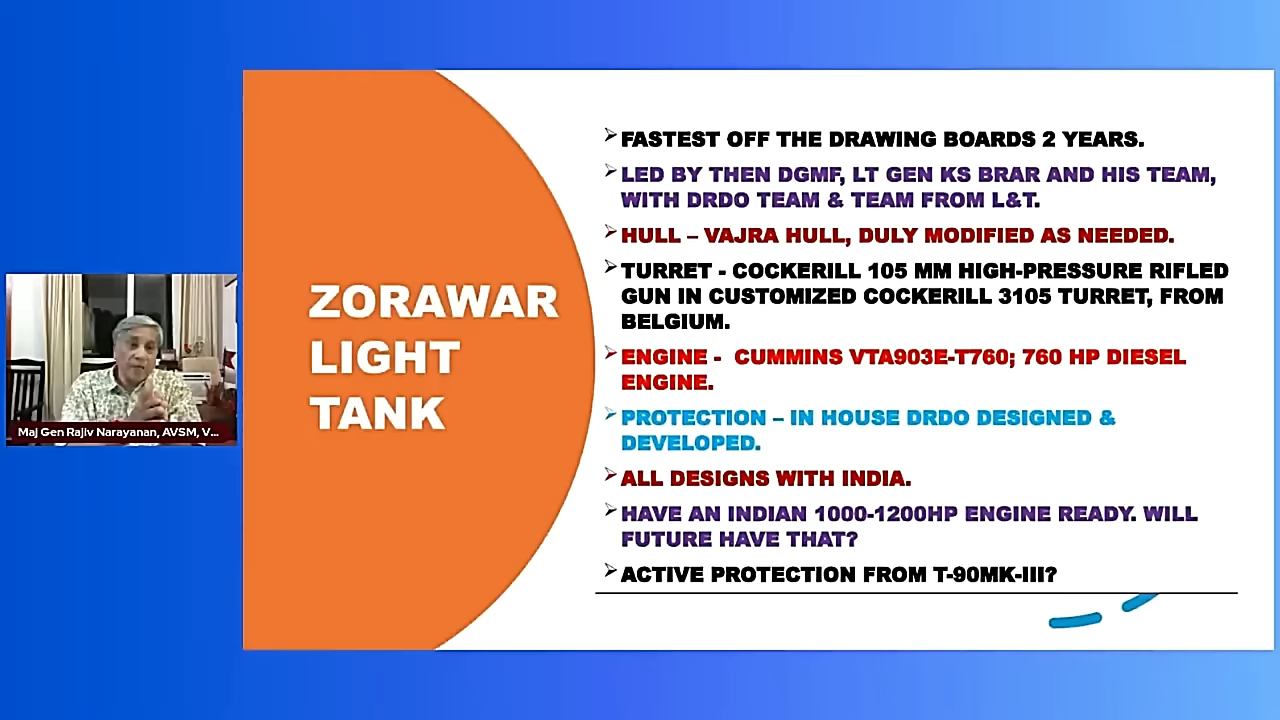 ZORAWAR
LIGHT
TANK
FASTEST OFF THE DRAWING BOARDS 2 YEARS.
LED BY THEN DGMF, LT GEN KS BRAR AND HIS TEAM,
WITH DRDO TEAM & TEAM FROM L&T.
HULL – VAJRA HULL, DULY MODIFIED AS NEEDED.
TURRET - COCKERILL 105 MM HIGH-PRESSURE RIFLED
GUN IN CUSTOMIZED COCKERILL 3105 TURRET, FROM
BELGIUM.
ENGINE - CUMMINS VTA903E-T760; 760 HP DIESEL
ENGINE.
PROTECTION – IN HOUSE DRDO DESIGNED &
DEVELOPED.
ALL DESIGNS WITH INDIA.
HAVE AN INDIAN 1000-1200HP ENGINE READY. WILL
FUTURE HAVE THAT?
ACTIVE PROTECTION FROM T-90MK-III?
Maj Gen Rajiv Narayanan, AVSM, V...